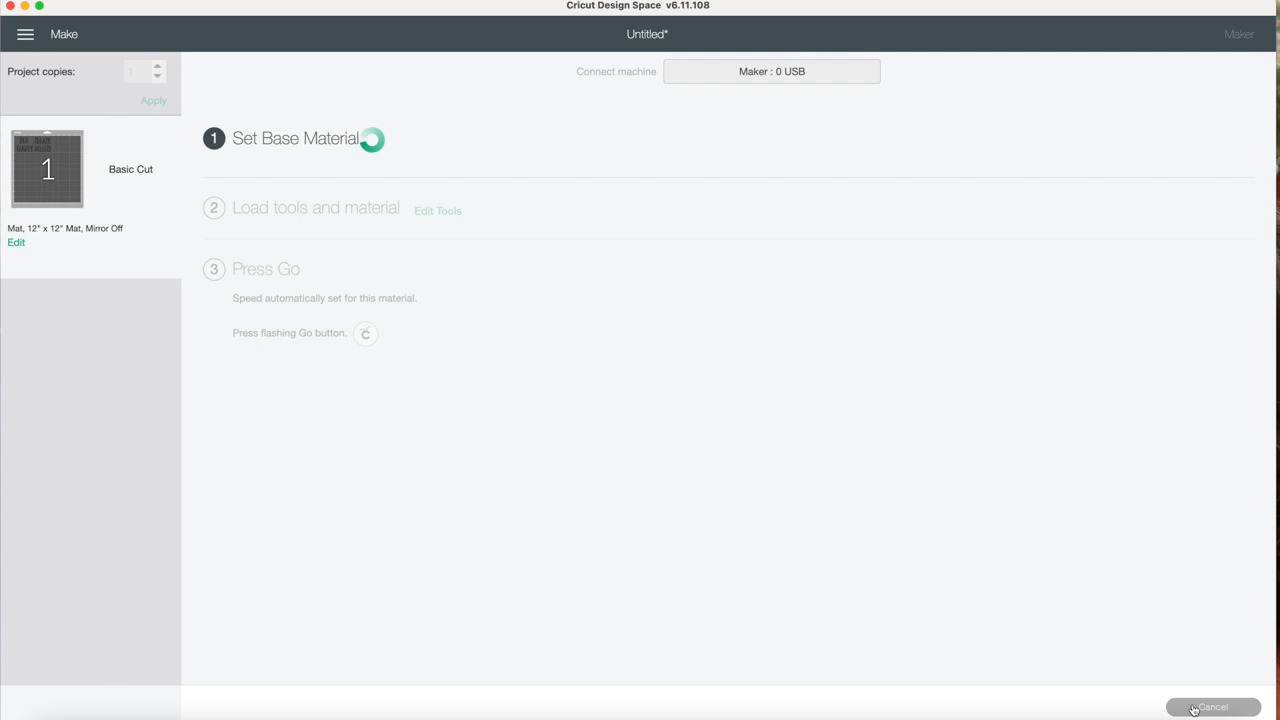 Cricut Design Space v6.11.108
Make
Untitled*
Maker
Project copies:
1
Apply
Connect machine
Maker : 0 USB
1
Basic Cut
Mat, 12" x 12" Mat, Mirror Off
Edit
1 Set Base Material
2 Load tools and material Edit Tools
3 Press Go
Speed automatically set for this material.
Press flashing Go button.
Cancel